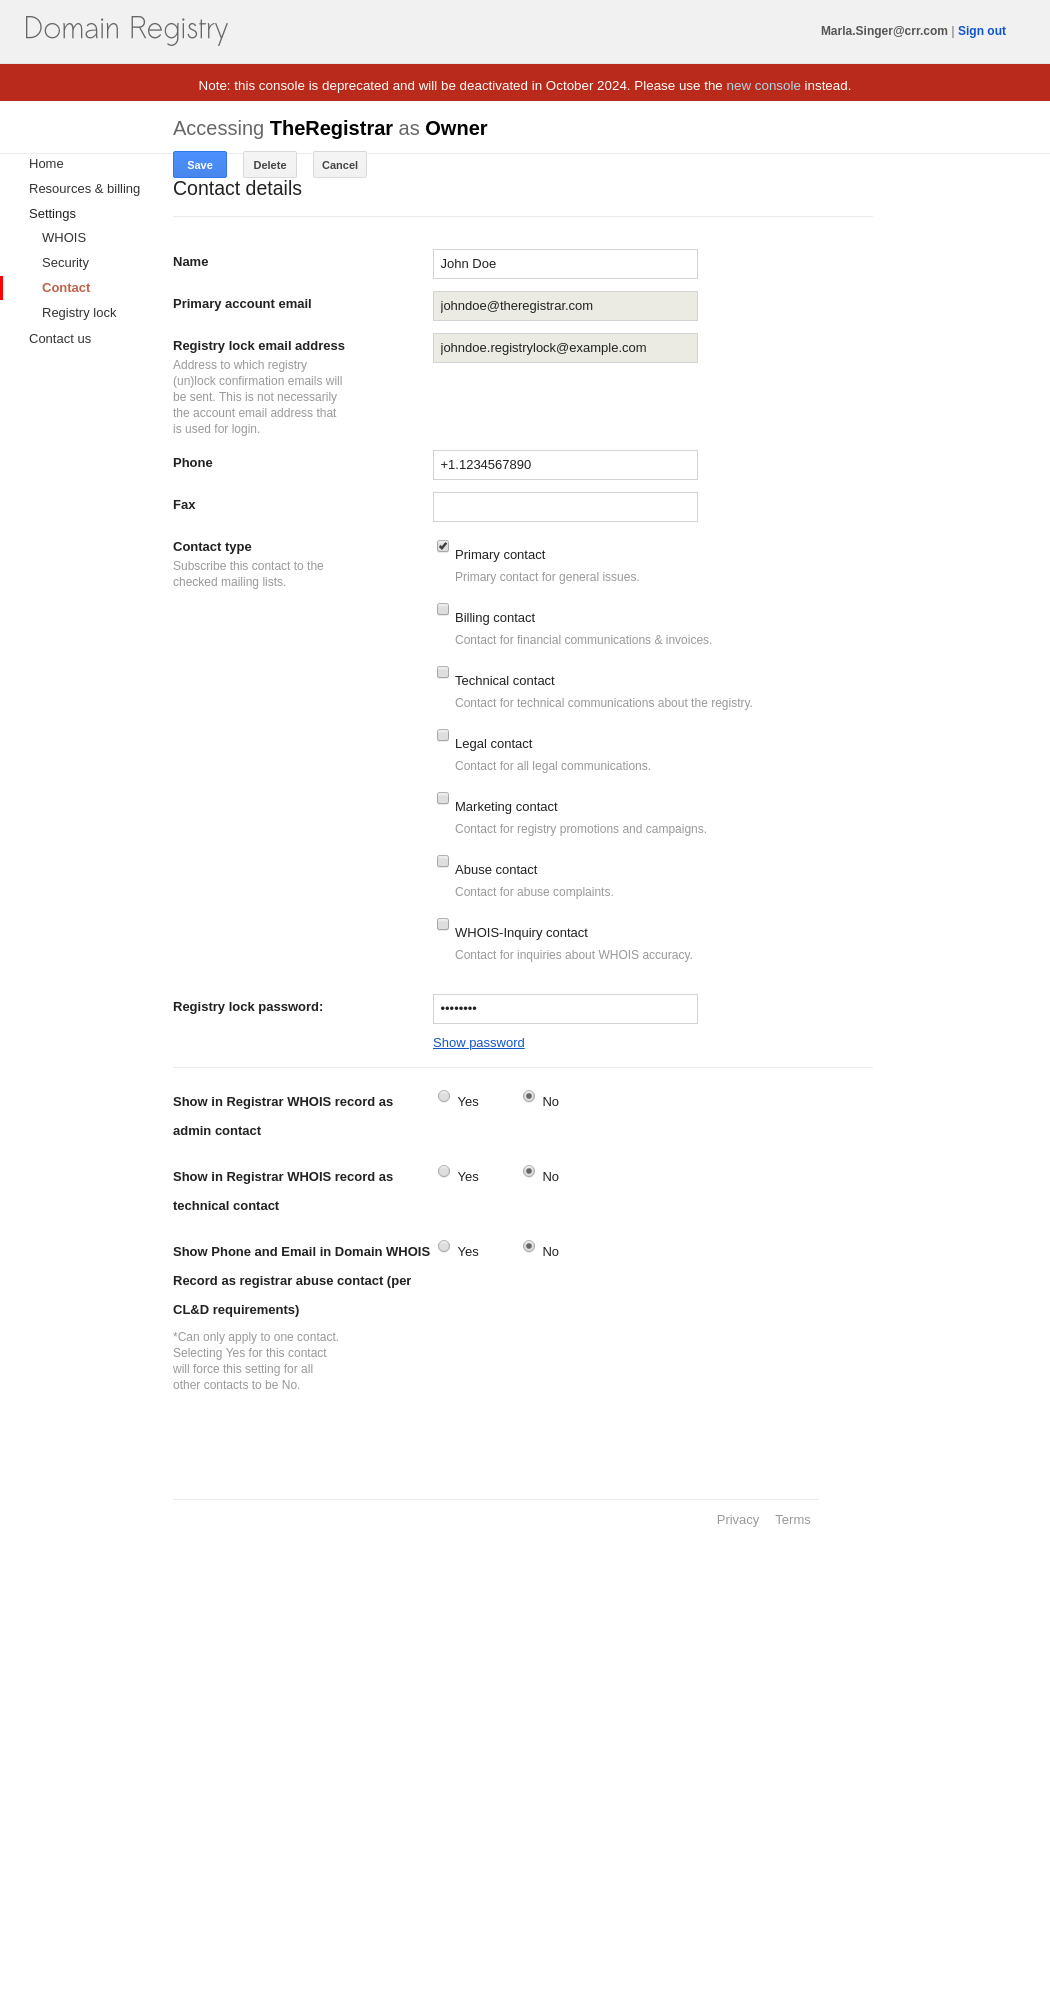 Domain Registry
Marla.Singer@crr.com | Sign out
Note: this console is deprecated and will be deactivated in October 2024. Please use the new console instead.
Accessing TheRegistrar as Owner
Home
Resources & billing
Settings
WHOIS
Security
Contact
Registry lock
Contact us
Save Delete Cancel
Contact details
Name John Doe
Primary account email johndoe@theregistrar.com
Registry lock email address johndoe.registrylock@example.com
Address to which registry
(un)lock confirmation emails will
be sent. This is not necessarily
the account email address that
is used for login.
Phone +1.1234567890
Fax
Contact type
Subscribe this contact to the
checked mailing lists.
Primary contact
Primary contact for general issues.
Billing contact
Contact for financial communications & invoices.
Technical contact
Contact for technical communications about the registry.
Legal contact
Contact for all legal communications.
Marketing contact
Contact for registry promotions and campaigns.
Abuse contact
Contact for abuse complaints.
WHOIS-Inquiry contact
Contact for inquiries about WHOIS accuracy.
Registry lock password: ••••••••
Show password
Show in Registrar WHOIS record as Yes No
admin contact
Show in Registrar WHOIS record as Yes No
technical contact
Show Phone and Email in Domain WHOIS Yes No
Record as registrar abuse contact (per
CL&D requirements)
*Can only apply to one contact.
Selecting Yes for this contact
will force this setting for all
other contacts to be No.
Privacy Terms